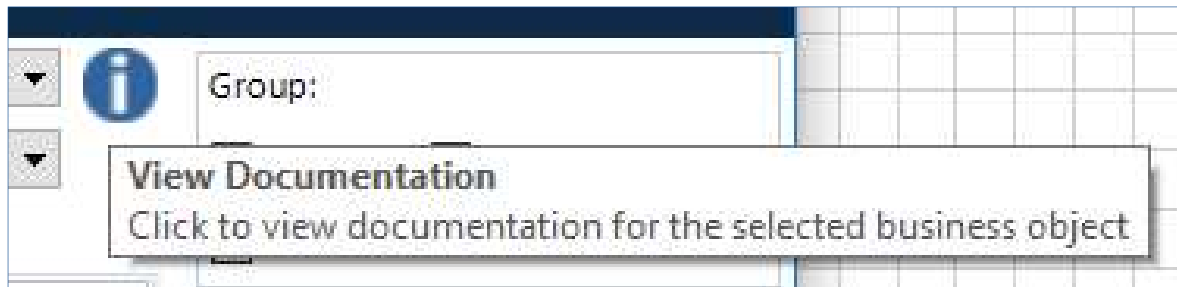 Group:
View Documentation
Click to view documentation for the selected business object